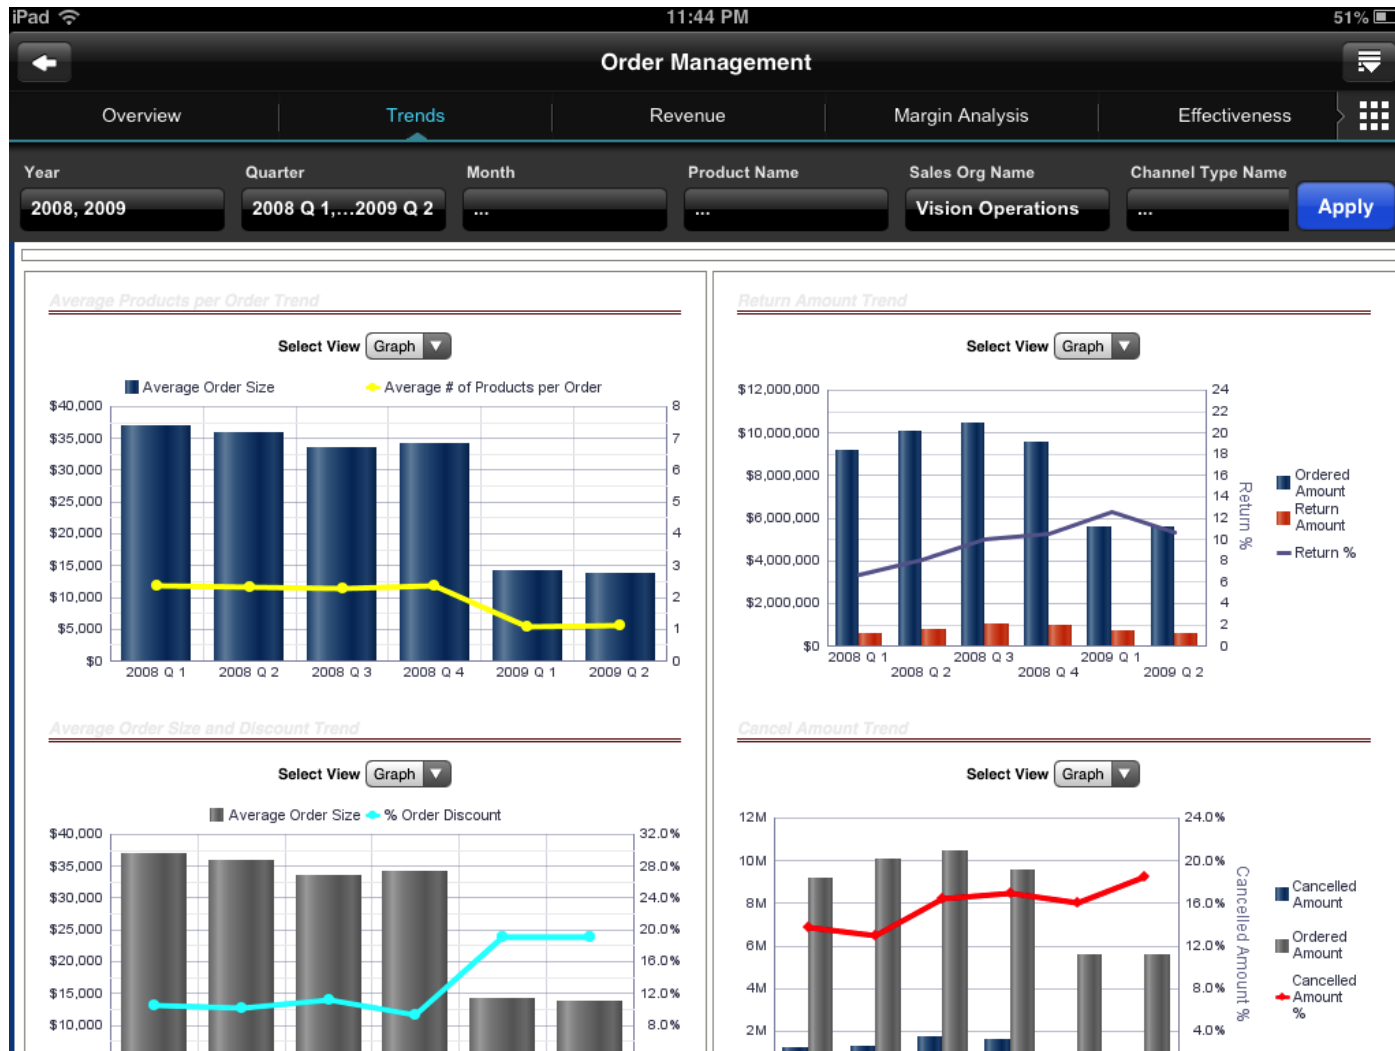 iPad 11:44 PM 51%
Order Management
Overview Trends Revenue Margin Analysis Effectiveness
Year Quarter Month Product Name Sales Org Name Channel Type Name
2008, 2009 2008 Q 1,...2009 Q 2 ... ... Vision Operations ... Apply
Average Products per Order Trend
Select View Graph
Average Order Size Average # of Products per Order
$40,000 8
$35,000 7
$30,000 6
$25,000 5
$20,000 4
$15,000 3
$10,000 2
$5,000 1
$0 0
2008 Q 1 2008 Q 2 2008 Q 3 2008 Q 4 2009 Q 1 2009 Q 2
Return Amount Trend
Select View Graph
$12,000,000 24
22
$10,000,000 20
18
$8,000,000 16
14
$6,000,000 12
10
$4,000,000 8
6
$2,000,000 4
2
$0 0
Return %
Ordered
Amount
Return
Amount
Return %
2008 Q 1 2008 Q 3 2009 Q 1
2008 Q 2 2008 Q 4 2009 Q 2
Average Order Size and Discount Trend
Select View Graph
Average Order Size % Order Discount
$40,000 32.0%
$35,000 28.0%
$30,000 24.0%
$25,000 20.0%
$20,000 16.0%
$15,000 12.0%
$10,000 8.0%
Cancel Amount Trend
Select View Graph
12M 24.0%
10M 20.0%
8M 16.0%
6M 12.0%
4M 8.0%
2M 4.0%
Cancelled Amount %
Cancelled
Amount
Ordered
Amount
Cancelled
Amount
%